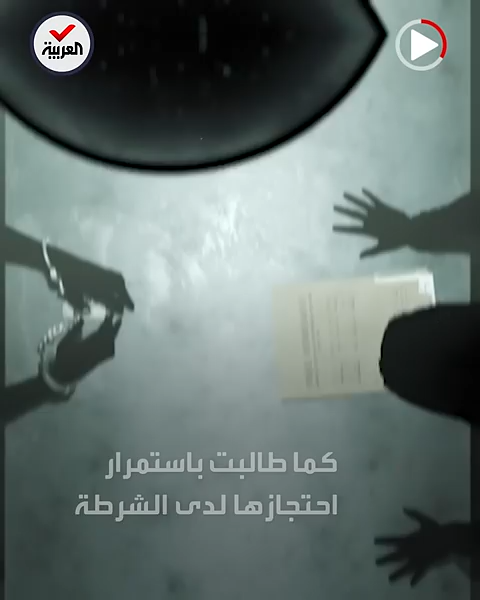 العربية
كما طالبت باستمرار
احتجازها لدى الشرطة